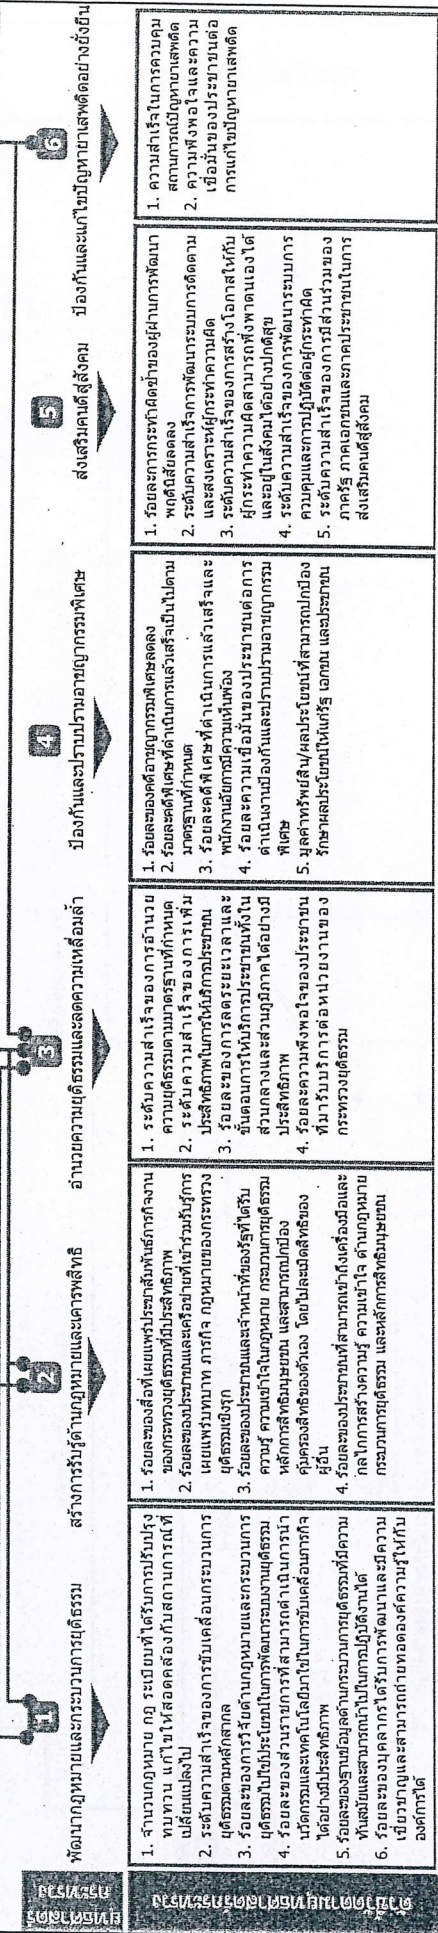 ยุทธศาสตร์
กระทรวง
1
พัฒนากฎหมายและกระบวนการยุติธรรม
2
สร้างการรับรู้ด้านกฎหมายและเคารพสิทธิ
3
อำนวยความยุติธรรมและลดความเหลื่อมล้ำ
4
ป้องกันและปราบปรามอาชญากรรมพิเศษ
5
ส่งเสริมคนดีสู่สังคม
6
ป้องกันและแก้ไขปัญหายาเสพติดอย่างยั่งยืน
ตัวชี้วัดตามยุทธศาสตร์กระทรวง
1. จำนวนกฎหมาย กฎ ระเบียบที่ได้รับการปรับปรุง
ทบทวน แก้ไขให้สอดคล้องกับสถานการณ์ที่
เปลี่ยนแปลงไป
2. ระดับความสำเร็จของการขับเคลื่อนกระบวนการ
ยุติธรรมตามหลักสากล
3. ร้อยละของการวิจัยด้านกฎหมายและกระบวนการ
ยุติธรรมไปใช้ประโยชน์ในการพัฒนาระบบงานยุติธรรม
4. ร้อยละของส่วนราชการที่สามารถดำเนินการนำ
นวัตกรรมและเทคโนโลยีมาใช้ในการขับเคลื่อนภารกิจ
ได้อย่างมีประสิทธิภาพ
5. ร้อยละของฐานข้อมูลด้านกระบวนการยุติธรรมที่มีความ
ทันสมัยและสามารถนำไปในการปฏิบัติงานได้
6. ร้อยละของบุคลากรได้รับการพัฒนาและมีความ
เชี่ยวชาญและสามารถถ่ายทอดองค์ความรู้ให้กับ
องค์การได้
1. ร้อยละของสื่อที่เผยแพร่ประชาสัมพันธ์ภารกิจงาน
ของกระทรวงยุติธรรมที่มีประสิทธิภาพ
2. ร้อยละของประชาชนและเครือข่ายที่เข้าร่วมรับรู้การ
เผยแพร่บทบาท ภารกิจ กฎหมายของกระทรวง
ยุติธรรมเชิงรุก
3. ร้อยละของประชาชนและเจ้าหน้าที่ของรัฐที่ได้รับ
ความรู้ ความเข้าใจในกฎหมาย กระบวนการยุติธรรม
หลักการสิทธิมนุษยชน และสามารถปกป้อง
คุ้มครองสิทธิของตัวเอง โดยไม่ละเมิดสิทธิของ
ผู้อื่น
4. ร้อยละของประชาชนที่สามารถเข้าถึงเครื่องมือและ
กลไกการสร้างความรู้ ความเข้าใจ ด้านกฎหมาย
กระบวนการยุติธรรม และหลักการสิทธิมนุษยชน
1. ระดับความสำเร็จของการอำนวย
ความยุติธรรมตามมาตรฐานที่กำหนด
2. ระดับความสำเร็จของการเพิ่ม
ประสิทธิภาพในการให้บริการประชาชน
3. ร้อยละของการลดระยะเวลาและ
ขั้นตอนการให้บริการประชาชนทั้งใน
ส่วนกลางและส่วนภูมิภาคได้อย่างมี
ประสิทธิภาพ
4. ร้อยละความพึงพอใจของประชาชน
ที่มารับบริการต่อหน่วยงานของ
กระทรวงยุติธรรม
1. ร้อยละของคดีอาชญากรรมพิเศษลดลง
2. ร้อยละคดีพิเศษที่ดำเนินการแล้วเสร็จเป็นไปตาม
มาตรฐานที่กำหนด
3. ร้อยละคดีพิเศษที่ดำเนินการแล้วเสร็จและ
พนักงานอัยการมีความเห็นพ้อง
4. ร้อยละความเชื่อมั่นของประชาชนต่อการ
ดำเนินงานป้องกันและปราบปรามอาชญากรรม
พิเศษ
5. มูลค่าทรัพย์สิน/ผลประโยชน์ที่สามารถปกป้อง
รักษาผลประโยชน์ให้แก่รัฐ เอกชน และประชาชน
1. ร้อยละการกระทำผิดซ้ำของผู้ผ่านการพัฒนา
พฤตินิสัยลดลง
2. ระดับความสำเร็จการพัฒนาระบบการติดตาม
และสงเคราะห์ผู้กระทำความผิด
3. ระดับความสำเร็จของการสร้างโอกาสให้กับ
ผู้กระทำความผิดสามารถพึ่งพาตนเองได้
และอยู่ในสังคมได้อย่างปกติสุข
4. ระดับความสำเร็จของการพัฒนาระบบการ
ควบคุมและการปฏิบัติต่อผู้กระทำผิด
5. ระดับความสำเร็จของการมีส่วนร่วมของ
ภาครัฐ ภาคเอกชนและภาคประชาชนในการ
ส่งเสริมคนดีสู่สังคม
1. ความสำเร็จในการควบคุม
สถานการณ์ปัญหายาเสพติด
2. ความพึงพอใจและความ
เชื่อมั่นของประชาชนต่อ
การแก้ไขปัญหายาเสพติด